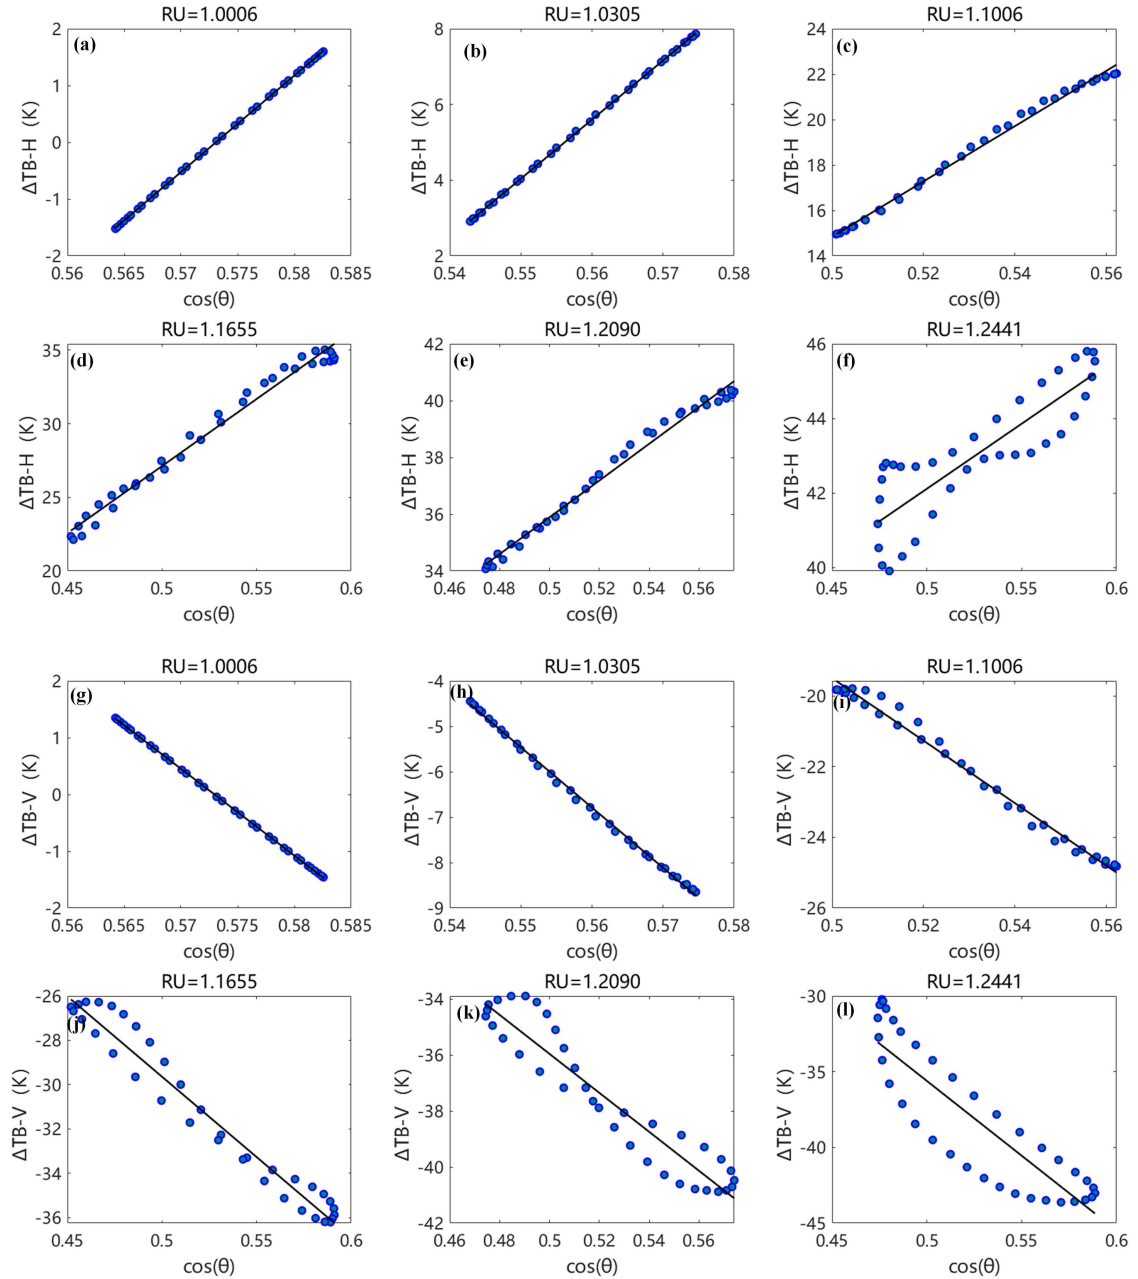 RU=1.0006 RU=1.0305 RU=1.1006
(a) (b) (c)
ΔTB-H (K) ΔTB-H (K) ΔTB-H (K)
2 1 0 -1 -2
8 6 4 2
24 22 20 18 16 14
0.56 0.565 0.57 0.575 0.58 0.585
0.54 0.55 0.56 0.57 0.58
0.5 0.52 0.54 0.56
cos(θ) cos(θ) cos(θ)
RU=1.1655 RU=1.2090 RU=1.2441
(d) (e) (f)
ΔTB-H (K) ΔTB-H (K) ΔTB-H (K)
35 30 25 20
42 40 38 36 34
46 44 42 40
0.45 0.5 0.55 0.6
0.46 0.48 0.5 0.52 0.54 0.56
0.45 0.5 0.55 0.6
cos(θ) cos(θ) cos(θ)
RU=1.0006 RU=1.0305 RU=1.1006
(g) (h) (i)
ΔTB-V (K) ΔTB-V (K) ΔTB-V (K)
2 1 0 -1 -2
-4 -5 -6 -7 -8 -9
-20 -22 -24 -26
0.56 0.565 0.57 0.575 0.58 0.585
0.54 0.55 0.56 0.57 0.58
0.5 0.52 0.54 0.56
cos(θ) cos(θ) cos(θ)
RU=1.1655 RU=1.2090 RU=1.2441
(j) (k) (l)
ΔTB-V (K) ΔTB-V (K) ΔTB-V (K)
-26 -28 -30 -32 -34 -36
-34 -36 -38 -40 -42
-30 -35 -40 -45
0.45 0.5 0.55 0.6
0.46 0.48 0.5 0.52 0.54 0.56
0.45 0.5 0.55 0.6
cos(θ) cos(θ) cos(θ)